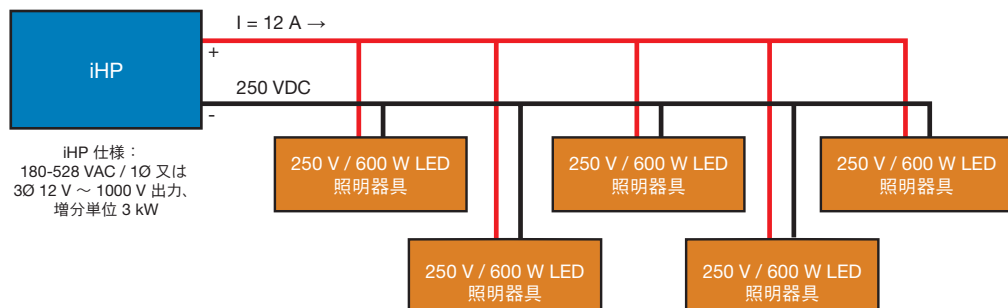 I = 12 A →
+
iHP
250 VDC
-
iHP 仕様：
180-528 VAC / 1Ø 又は
3Ø 12 V ～ 1000 V 出力、
増分単位 3 kW
250 V / 600 W LED
照明器具
250 V / 600 W LED
照明器具
250 V / 600 W LED
照明器具
250 V / 600 W LED
照明器具
250 V / 600 W LED
照明器具